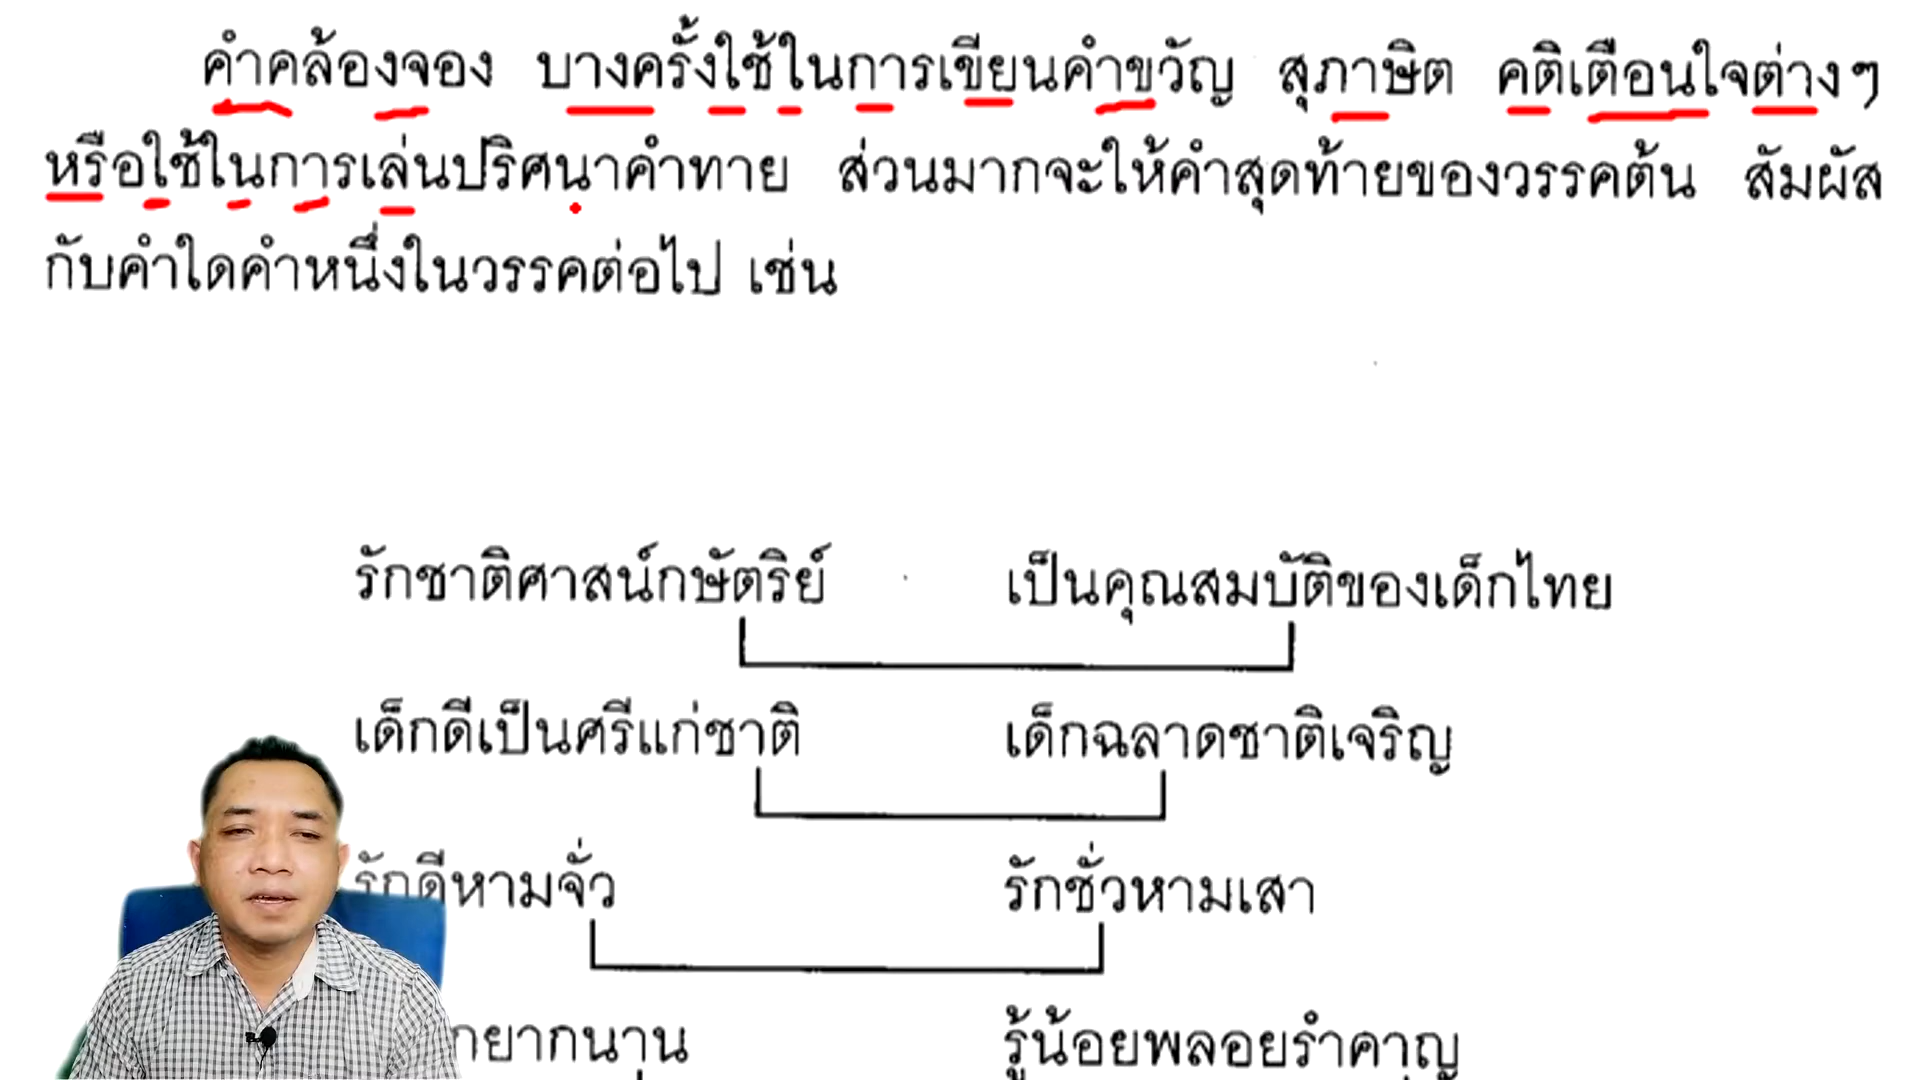 คำคล้องจอง บางครั้งใช้ในการเขียนคำขวัญ สุภาษิต คติเตือนใจต่างๆ
หรือใช้ในการเล่นปริศนาคำทาย ส่วนมากจะให้คำสุดท้ายของวรรคต้น สัมผัส
กับคำใดคำหนึ่งในวรรคต่อไป เช่น
รักชาติศาสน์กษัตริย์ เป็นคุณสมบัติของเด็กไทย
เด็กดีเป็นศรีแก่ชาติ เด็กฉลาดชาติเจริญ
รักดีหามจั่ว รักชั่วหามเสา
ยากนาน รู้น้อยพลอยรำคาญ